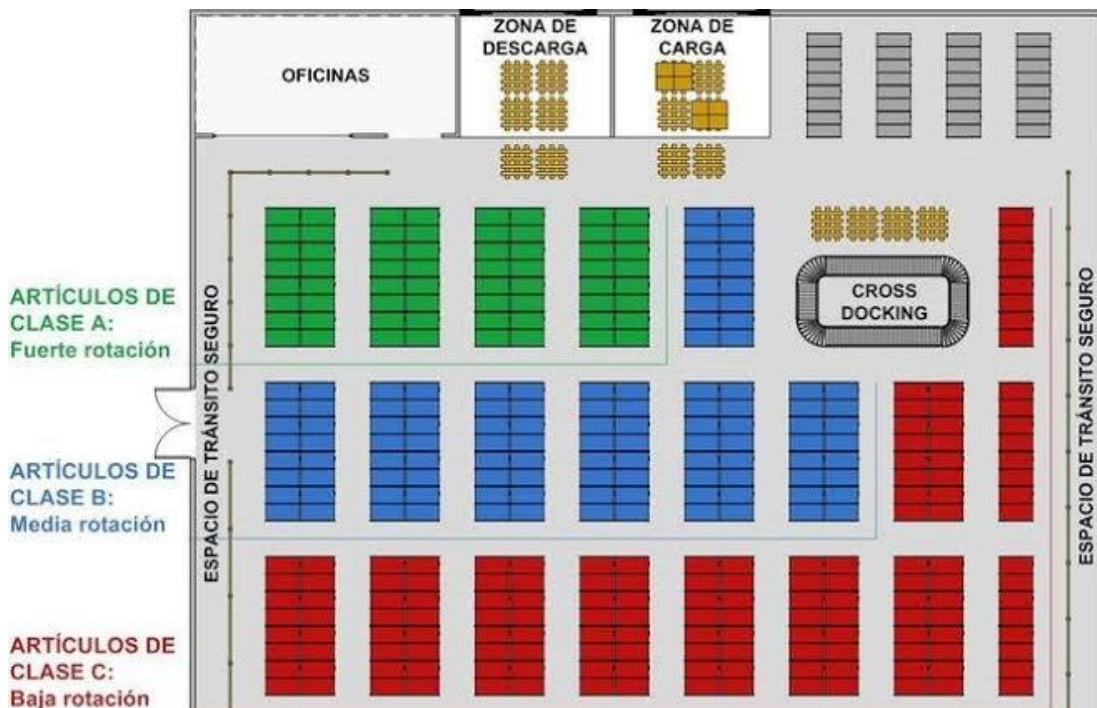 OFICINAS
ZONA DE
DESCARGA
ZONA DE
CARGA
ARTÍCULOS DE
CLASE A:
Fuerte rotación
ESPACIO DE TRÁNSITO SEGURO
CROSS
DOCKING
ESPACIO DE TRÁNSITO SEGURO
ARTÍCULOS DE
CLASE B:
Media rotación
ARTÍCULOS DE
CLASE C:
Baja rotación